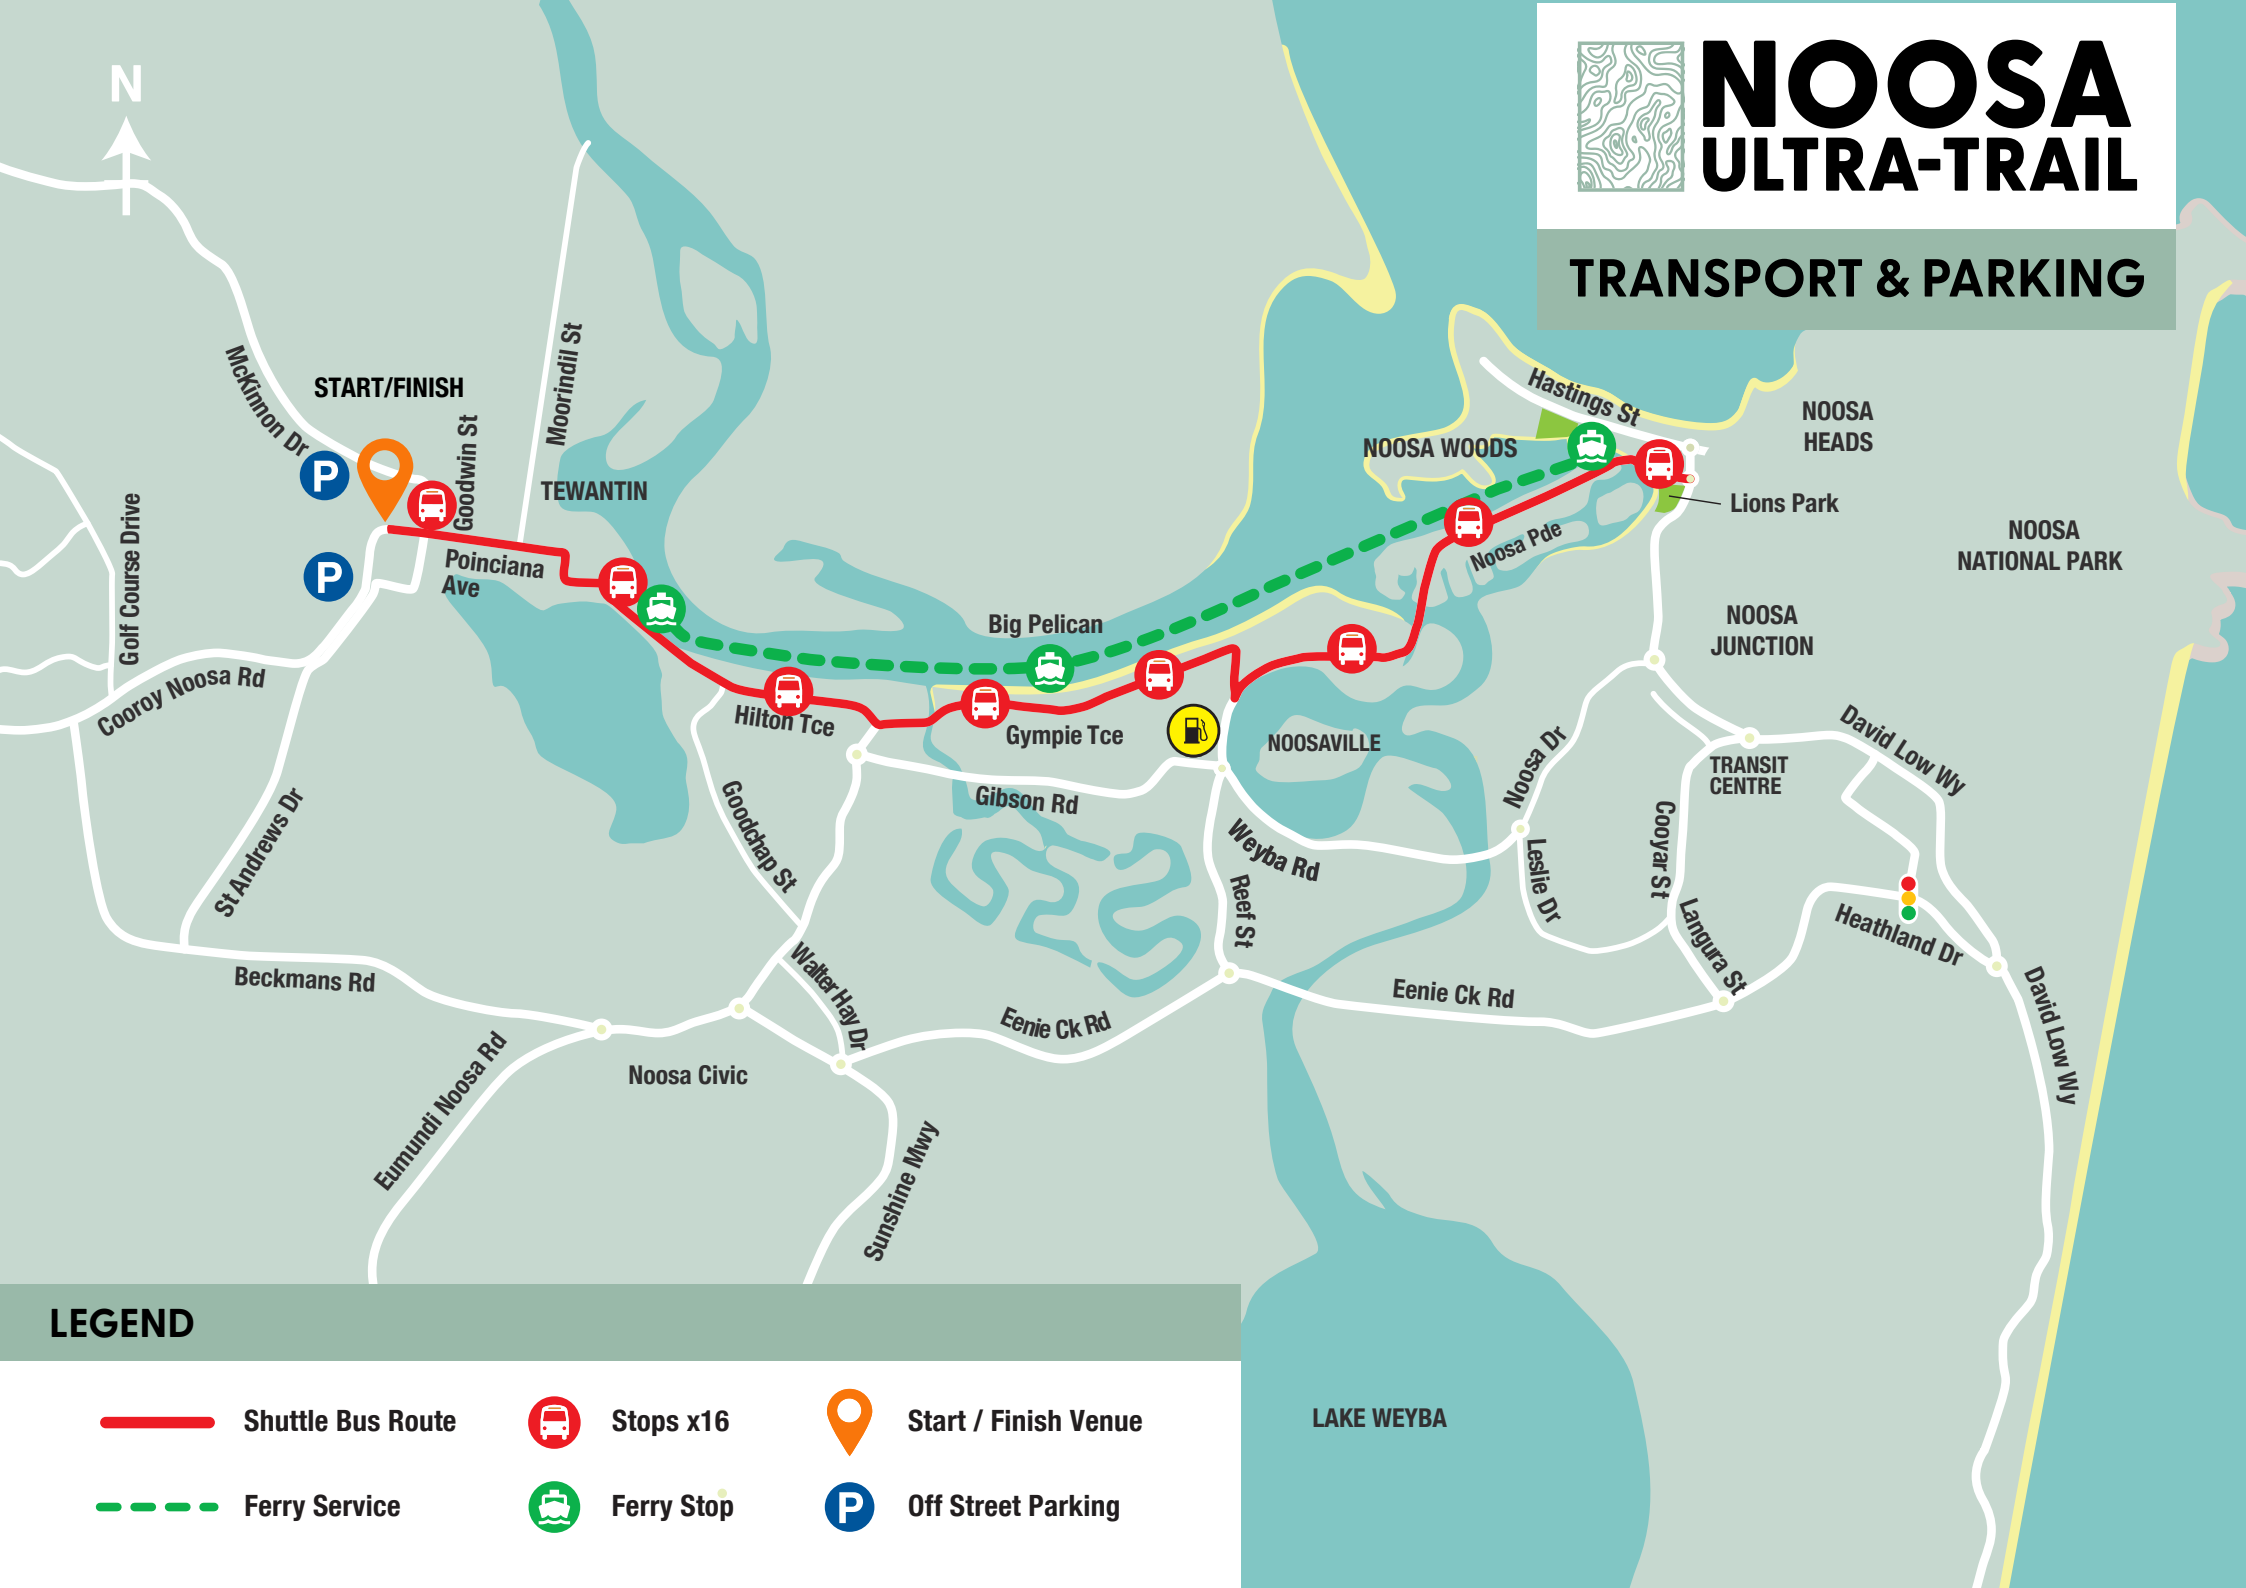 N
NOOSA
ULTRA-TRAIL
TRANSPORT & PARKING
McKinnon Dr
START/FINISH
P
P
Goodwin St
Moorindil St
TEWANTIN
Poinciana
Ave
Golf Course Drive
Cooroy Noosa Rd
St Andrews Dr
Beckmans Rd
Eumundi Noosa Rd
Noosa Civic
Sunshine Mwy
Walter Hay Dr
Goodchap St
Hilton Tce
Big Pelican
Gympie Tce
Gibson Rd
NOOSAVILLE
Weyba Rd
Reef St
Eenie Ck Rd
Eenie Ck Rd
NOOSA WOODS
Hastings St
Noosa Pde
NOOSA
HEADS
Lions Park
NOOSA
NATIONAL PARK
NOOSA
JUNCTION
Noosa Dr
Leslie Dr
TRANSIT
CENTRE
Cooyar St
Langura St
David Low Wy
Heathland Dr
David Low Wy
LAKE WEYBA
LEGEND
Shuttle Bus Route
Stops x16
Start / Finish Venue
Ferry Service
Ferry Stop
P
Off Street Parking